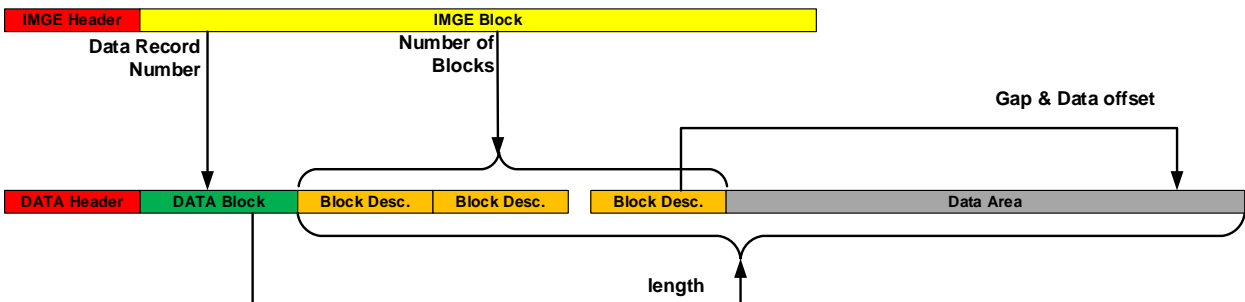 IMGE Header
IMGE Block
Data Record
Number
Number of
Blocks
Gap & Data offset
DATA Header
DATA Block
Block Desc.
Block Desc.
Block Desc.
Data Area
length